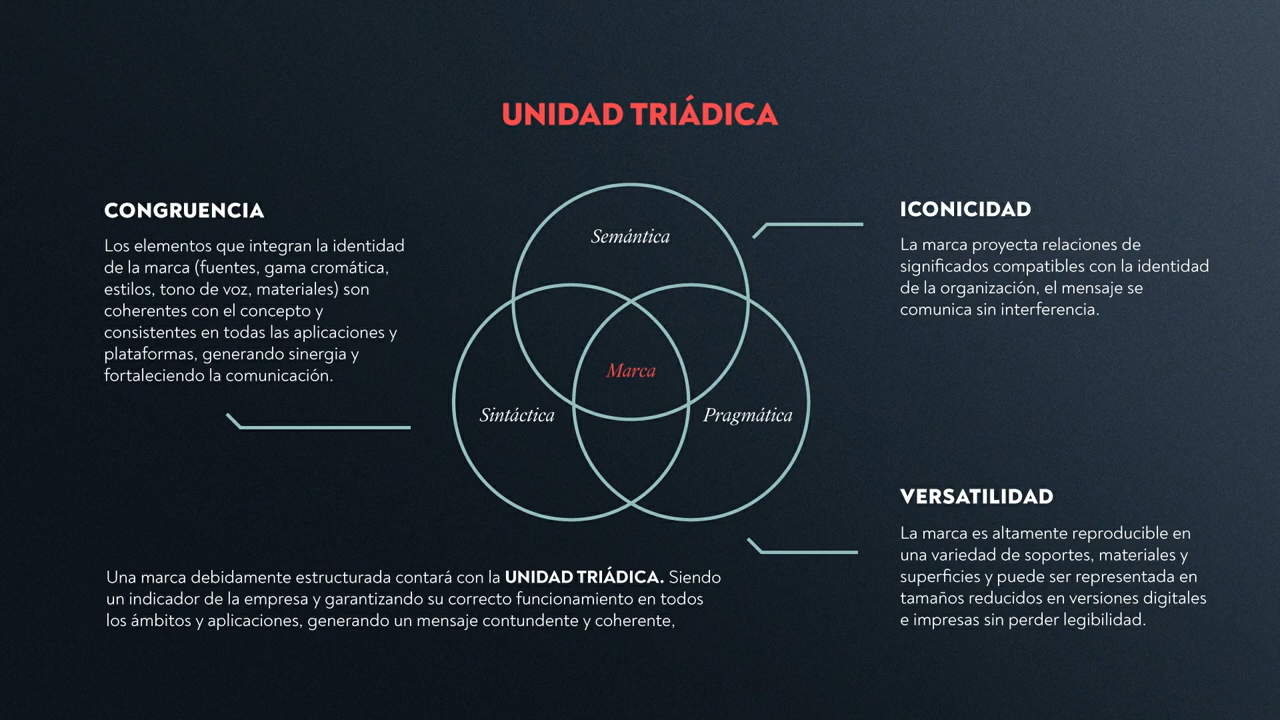 UNIDAD TRIÁDICA
CONGRUENCIA
Los elementos que integran la identidad
de la marca (fuentes, gama cromática,
estilos, tono de voz, materiales) son
coherentes con el concepto y
consistentes en todas las aplicaciones y
plataformas, generando sinergia y
fortaleciendo la comunicación.
Semántica
Marca
Sintáctica
Pragmática
ICONICIDAD
La marca proyecta relaciones de
significados compatibles con la identidad
de la organización, el mensaje se
comunica sin interferencia.
VERSATILIDAD
La marca es altamente reproducible en
una variedad de soportes, materiales y
superficies y puede ser representada en
tamaños reducidos en versiones digitales
e impresas sin perder legibilidad.
Una marca debidamente estructurada contará con la UNIDAD TRIÁDICA. Siendo
un indicador de la empresa y garantizando su correcto funcionamiento en todos
los ámbitos y aplicaciones, generando un mensaje contundente y coherente,